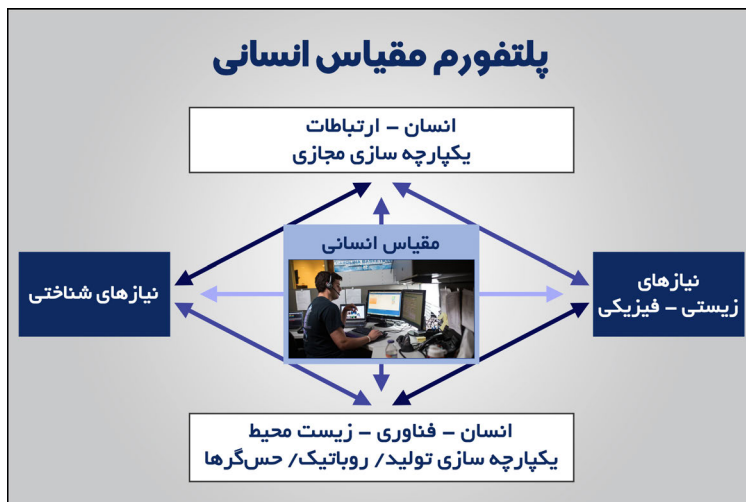 پلتفورم مقیاس انسانی
انسان - ارتباطات
یکپارچه سازی مجازی
مقیاس انسانی
نیازهای شناختی
نیازهای
زیستی - فیزیکی
انسان - فناوری - زیست محیط
یکپارچه سازی تولید/ روباتیک/ حس‌گرها